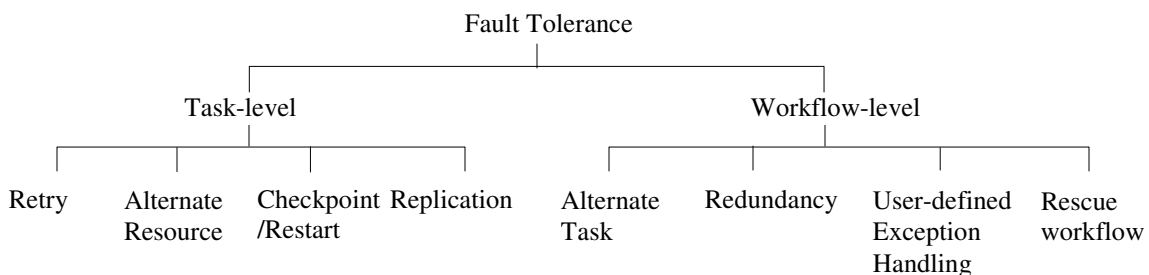 Fault Tolerance
Task-level
Workflow-level
Retry
Alternate
Resource
Checkpoint
/Restart
Replication
Alternate
Task
Redundancy
User-defined
Exception
Handling
Rescue
workflow